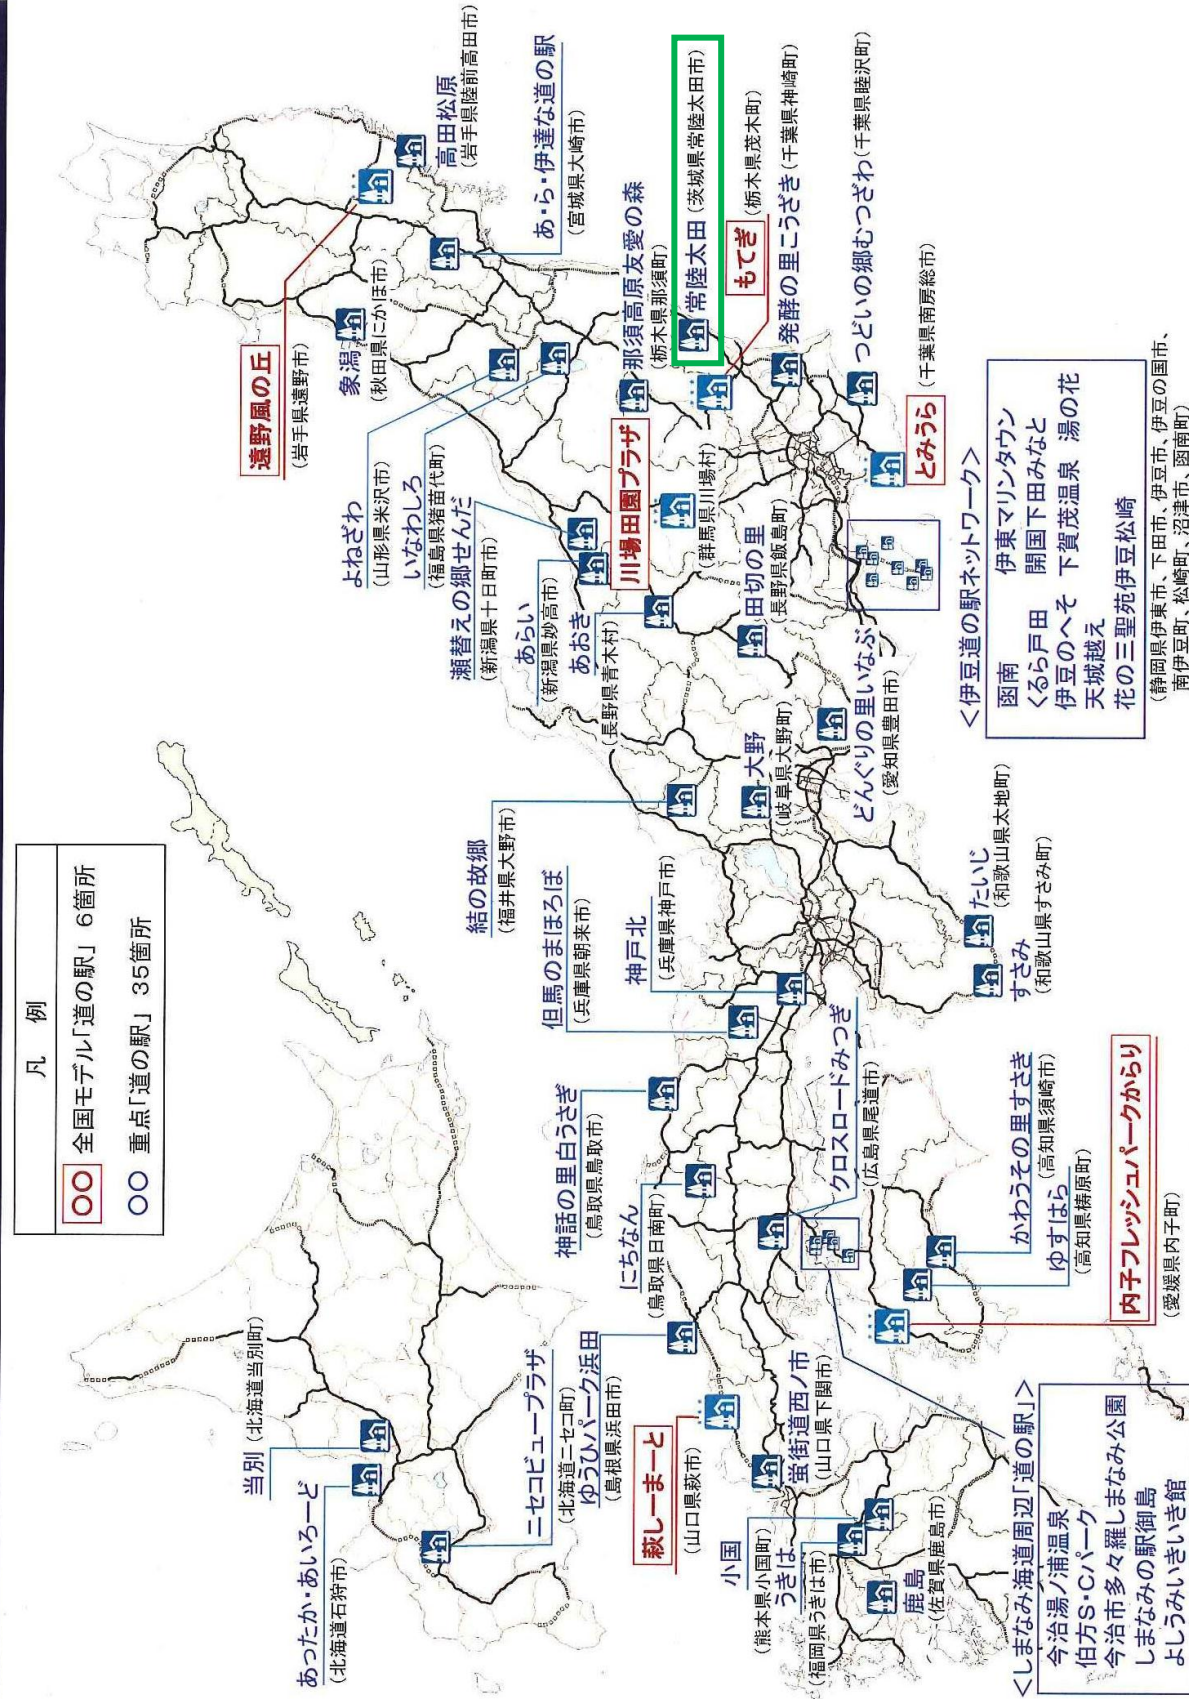 凡　例
〇〇 全国モデル「道の駅」 6箇所
〇〇 重点「道の駅」 35箇所
あったか・あいろーど
(北海道石狩市)
当別 (北海道当別町)
ニセコビュープラザ
(北海道ニセコ町)
遠野風の丘
(岩手県遠野市)
高田松原
(岩手県陸前高田市)
象潟
(秋田県にかほ市)
あ・ら・伊達な道の駅
(宮城県大崎市)
よねざわ
(山形県米沢市)
いなわしろ
(福島県猪苗代町)
瀬替えの郷せんだ
(新潟県十日町市)
あらい
(新潟県妙高市)
あおき
(長野県青木村)
川場田園プラザ
(群馬県川場村)
那須高原友愛の森
(栃木県那須町)
常陸太田 (茨城県常陸太田市)
もてぎ
(栃木県茂木町)
発酵の里こうざき (千葉県神崎町)
つどいの郷むつざわ (千葉県睦沢町)
とみうら
(千葉県南房総市)
田切の里
(長野県飯島町)
結の故郷
(福井県大野市)
大野
(岐阜県大野町)
どんぐりの里いなぶ
(愛知県豊田市)
<伊豆道の駅ネットワーク>
函南　伊東マリンタウン
くるら戸田　開国下田みなと
伊豆のへそ　下賀茂温泉　湯の花
天城越え
花の三聖苑伊豆松崎
(静岡県伊東市、下田市、伊豆市、伊豆の国市、
南伊豆町、松崎町、沼津市、函南町)
但馬のまほろば
(兵庫県朝来市)
神戸北
(兵庫県神戸市)
たいじ
(和歌山県太地町)
すさみ
(和歌山県すさみ町)
神話の里白うさぎ
(鳥取県鳥取市)
にちなん
(鳥取県日南町)
クロスロードみつぎ
(広島県尾道市)
ゆうひパーク浜田
(島根県浜田市)
萩しーまーと
(山口県萩市)
蛍街道西ノ市
(山口県下関市)
かわうその里すさき
(高知県須崎市)
ゆすはら
(高知県梼原町)
内子フレッシュパークからり
(愛媛県内子町)
小国
(熊本県小国町)
うきは
(福岡県うきは市)
鹿島
(佐賀県鹿島市)
<しまなみ海道周辺「道の駅」>
今治湯ノ浦温泉
伯方S・Cパーク
今治市多々羅しまなみ公園
しまなみの駅御島
よしうみいきいき館